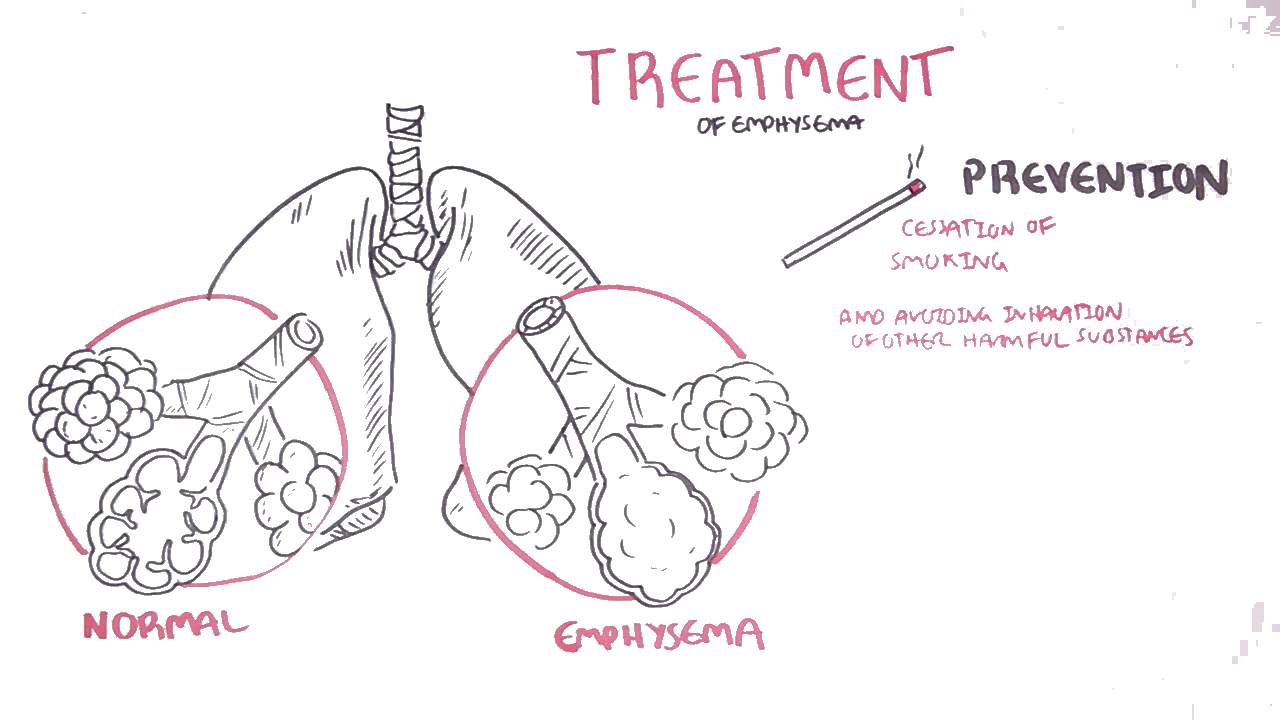 TREATMENT
OF EMPHYSEMA
PREVENTION
CESSATION OF
SMOKING
AND AVOIDING INHALATION
OF OTHER HARMFUL SUBSTANCES
NORMAL
EMPHYSEMA